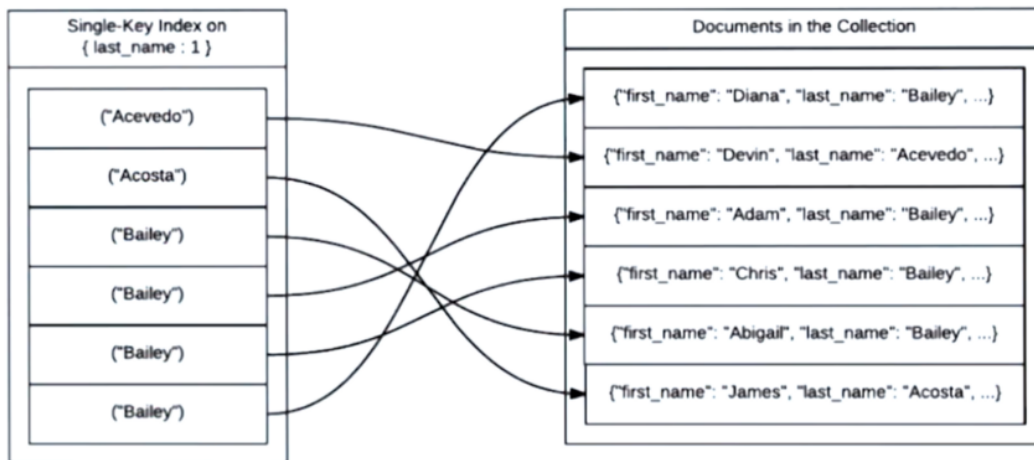 Single-Key Index on
{ last_name : 1 }
("Acevedo")
("Acosta")
("Bailey")
("Bailey")
("Bailey")
("Bailey")
Documents in the Collection
{"first_name": "Diana", "last_name": "Bailey", ...}
{"first_name": "Devin", "last_name": "Acevedo", ...}
{"first_name": "Adam", "last_name": "Bailey", ...}
{"first_name": "Chris", "last_name": "Bailey", ...}
{"first_name": "Abigail", "last_name": "Bailey", ...}
{"first_name": "James", "last_name": "Acosta", ...}